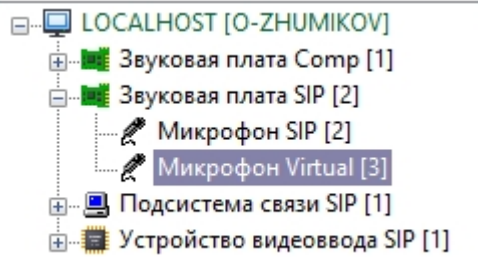 LOCALHOST [O-ZHUMIKOV]
Звуковая плата Comp [1]
Звуковая плата SIP [2]
Микрофон SIP [2]
Микрофон Virtual [3]
Подсистема связи SIP [1]
Устройство видеоввода SIP [1]